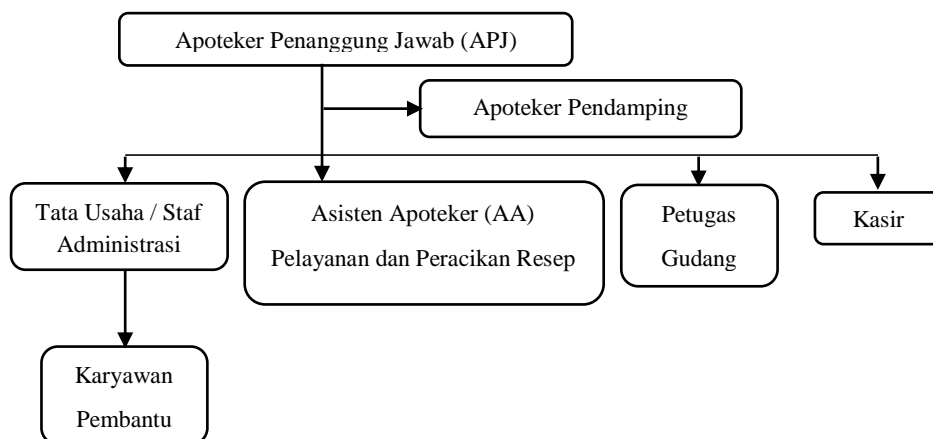 Apoteker Penanggung Jawab (APJ)
Apoteker Pendamping
Tata Usaha / Staf
Administrasi
Asisten Apoteker (AA)
Pelayanan dan Peracikan Resep
Petugas
Gudang
Kasir
Karyawan
Pembantu